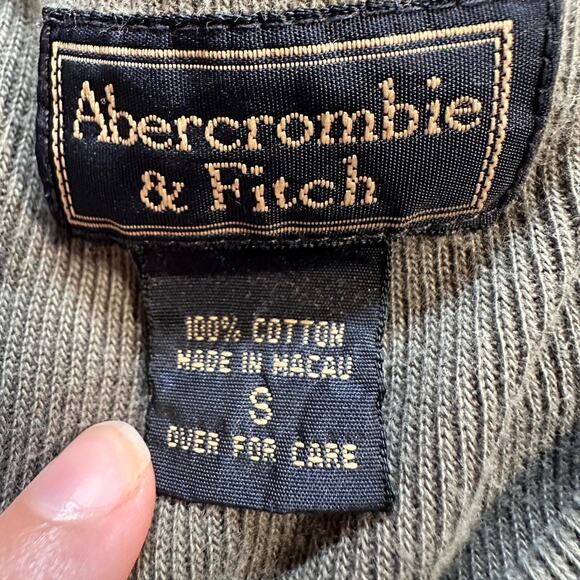 Abercrombie
& Fitch
100% COTTON
MADE IN MACAU
S
OVER FOR CARE